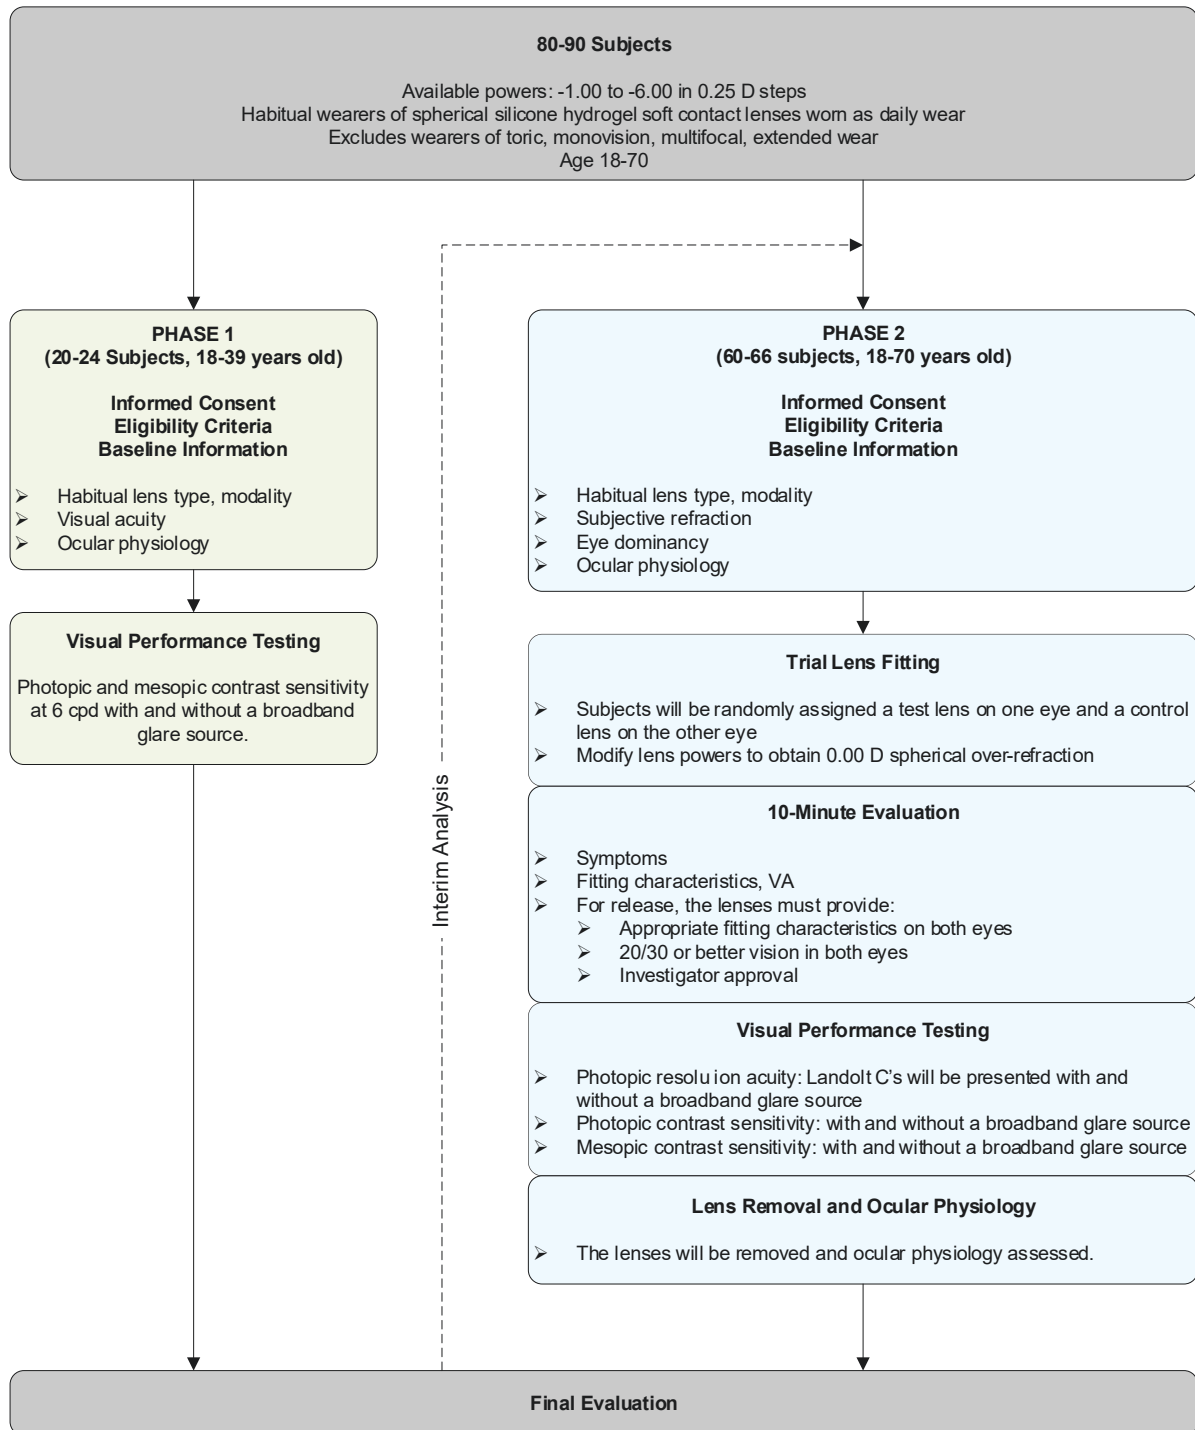 80-90 Subjects
Available powers: -1.00 to -6.00 in 0.25 D steps
Habitual wearers of spherical silicone hydrogel soft contact lenses worn as daily wear
Excludes wearers of toric, monovision, multifocal, extended wear
Age 18-70
PHASE 1
(20-24 Subjects, 18-39 years old)
Informed Consent
Eligibility Criteria
Baseline Information
➢ Habitual lens type, modality
➢ Visual acuity
➢ Ocular physiology
Visual Performance Testing
Photopic and mesopic contrast sensitivity
at 6 cpd with and without a broadband
glare source.
Interim Analysis
PHASE 2
(60-66 subjects, 18-70 years old)
Informed Consent
Eligibility Criteria
Baseline Information
➢ Habitual lens type, modality
➢ Subjective refraction
➢ Eye dominancy
➢ Ocular physiology
Trial Lens Fitting
➢ Subjects will be randomly assigned a test lens on one eye and a control
lens on the other eye
➢ Modify lens powers to obtain 0.00 D spherical over-refraction
10-Minute Evaluation
➢ Symptoms
➢ Fitting characteristics, VA
➢ For release, the lenses must provide:
➢ Appropriate fitting characteristics on both eyes
➢ 20/30 or better vision in both eyes
➢ Investigator approval
Visual Performance Testing
➢ Photopic resolu ion acuity: Landolt C's will be presented with and
without a broadband glare source
➢ Photopic contrast sensitivity: with and without a broadband glare source
➢ Mesopic contrast sensitivity: with and without a broadband glare source
Lens Removal and Ocular Physiology
➢ The lenses will be removed and ocular physiology assessed.
Final Evaluation